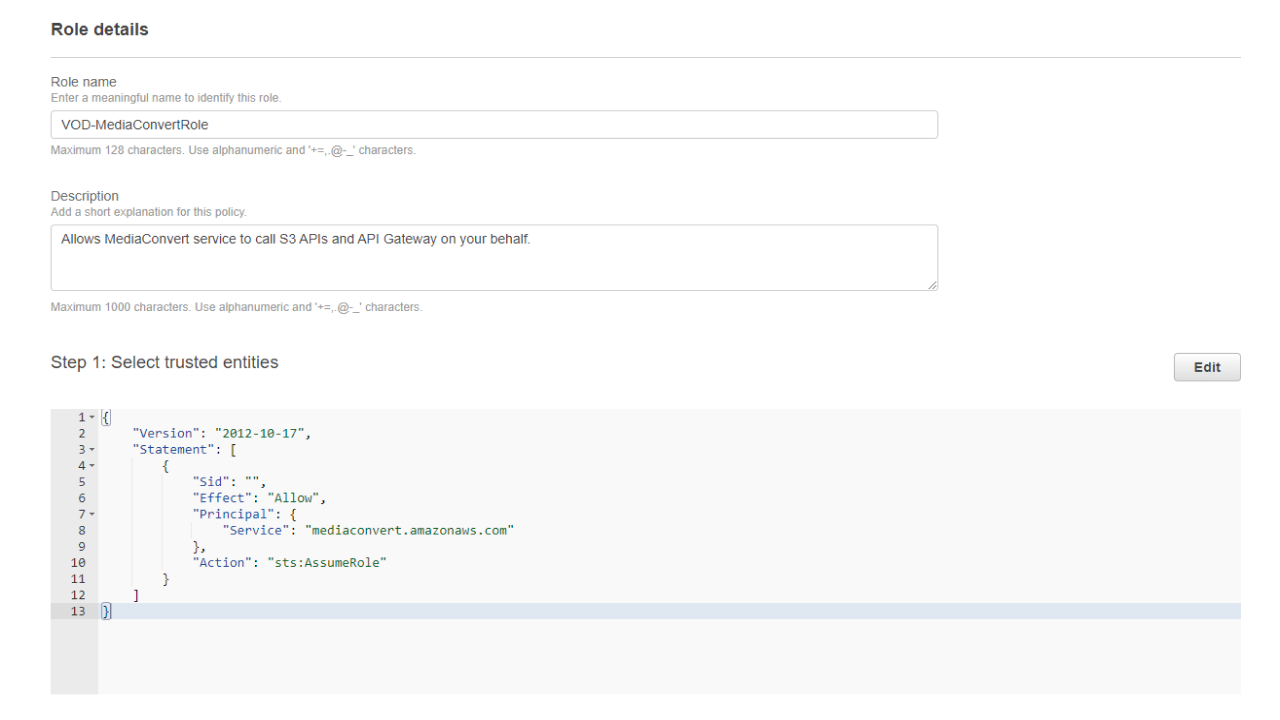 Role details
Role name
Enter a meaningful name to identify this role.
VOD-MediaConvertRole
Maximum 128 characters. Use alphanumeric and '+=,.@-_' characters.
Description
Add a short explanation for this policy.
Allows MediaConvert service to call S3 APIs and API Gateway on your behalf.
Maximum 1000 characters. Use alphanumeric and '+=,.@-_' characters.
Step 1: Select trusted entities
Edit
1 {
2     "Version": "2012-10-17",
3     "Statement": [
4         {
5             "Sid": "",
6             "Effect": "Allow",
7             "Principal": {
8                 "Service": "mediaconvert.amazonaws.com"
9             },
10             "Action": "sts:AssumeRole"
11         }
12     ]
13 }